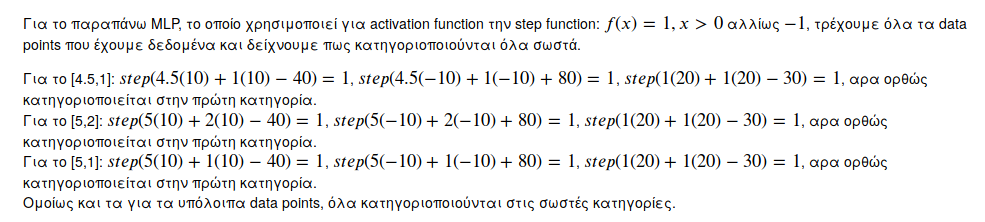 Για το παραπάνω MLP, το οποίο χρησιμοποιεί για activation function την step function: f(x) = 1, x > 0 αλλίως −1, τρέχουμε όλα τα data
points που έχουμε δεδομένα και δείχνουμε πως κατηγοριοποιούνται όλα σωστά.
Για το [4.5,1]: step(4.5(10) + 1(10) − 40) = 1, step(4.5(−10) + 1(−10) + 80) = 1, step(1(20) + 1(20) − 30) = 1, αρα ορθώς
κατηγοριοποιείται στην πρώτη κατηγορία.
Για το [5,2]: step(5(10) + 2(10) − 40) = 1, step(5(−10) + 2(−10) + 80) = 1, step(1(20) + 1(20) − 30) = 1, αρα ορθώς
κατηγοριοποιείται στην πρώτη κατηγορία.
Για το [5,1]: step(5(10) + 1(10) − 40) = 1, step(5(−10) + 1(−10) + 80) = 1, step(1(20) + 1(20) − 30) = 1, αρα ορθώς
κατηγοριοποιείται στην πρώτη κατηγορία.
Ομοίως και τα για τα υπόλοιπα data points, όλα κατηγοριοποιούνται στις σωστές κατηγορίες.